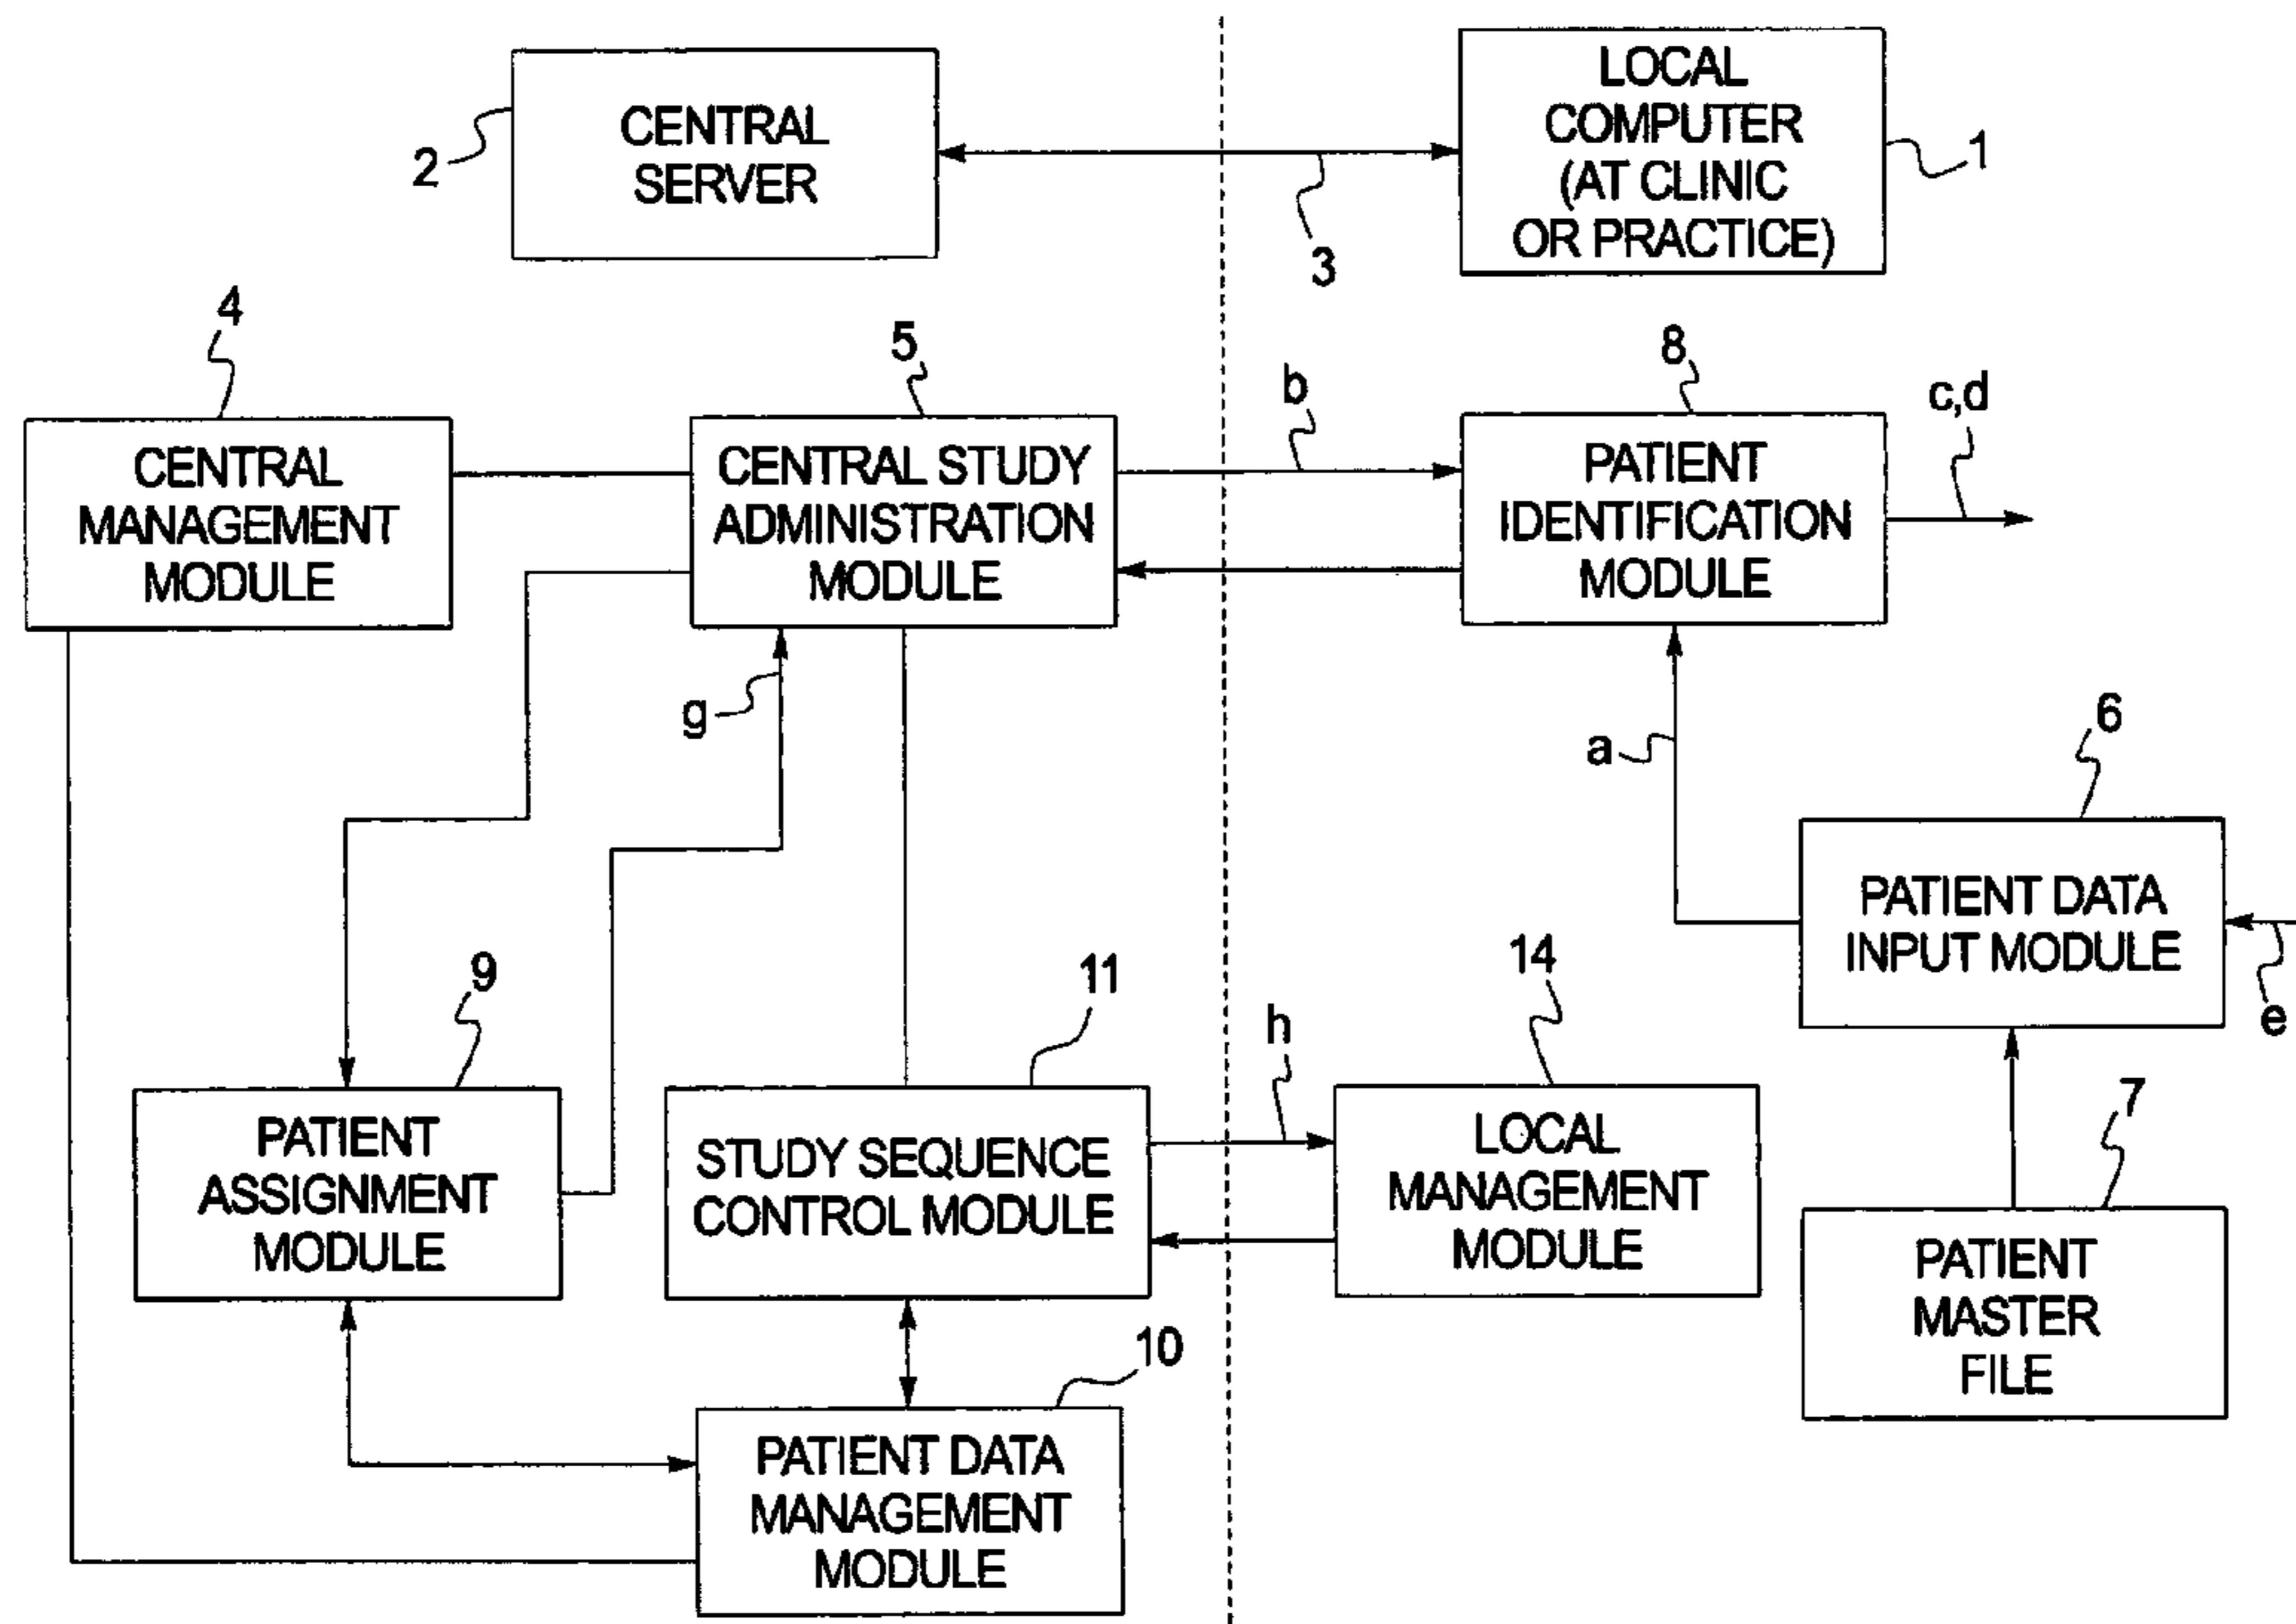 CENTRAL
SERVER
2
LOCAL
COMPUTER
(AT CLINIC
OR PRACTICE)
1
3
4
CENTRAL
MANAGEMENT
MODULE
5
CENTRAL STUDY
ADMINISTRATION
MODULE
b
8
PATIENT
IDENTIFICATION
MODULE
c,d
g
a
6
PATIENT DATA
INPUT MODULE
e
9
PATIENT
ASSIGNMENT
MODULE
11
STUDY SEQUENCE
CONTROL MODULE
h
14
LOCAL
MANAGEMENT
MODULE
7
PATIENT
MASTER
FILE
10
PATIENT DATA
MANAGEMENT
MODULE